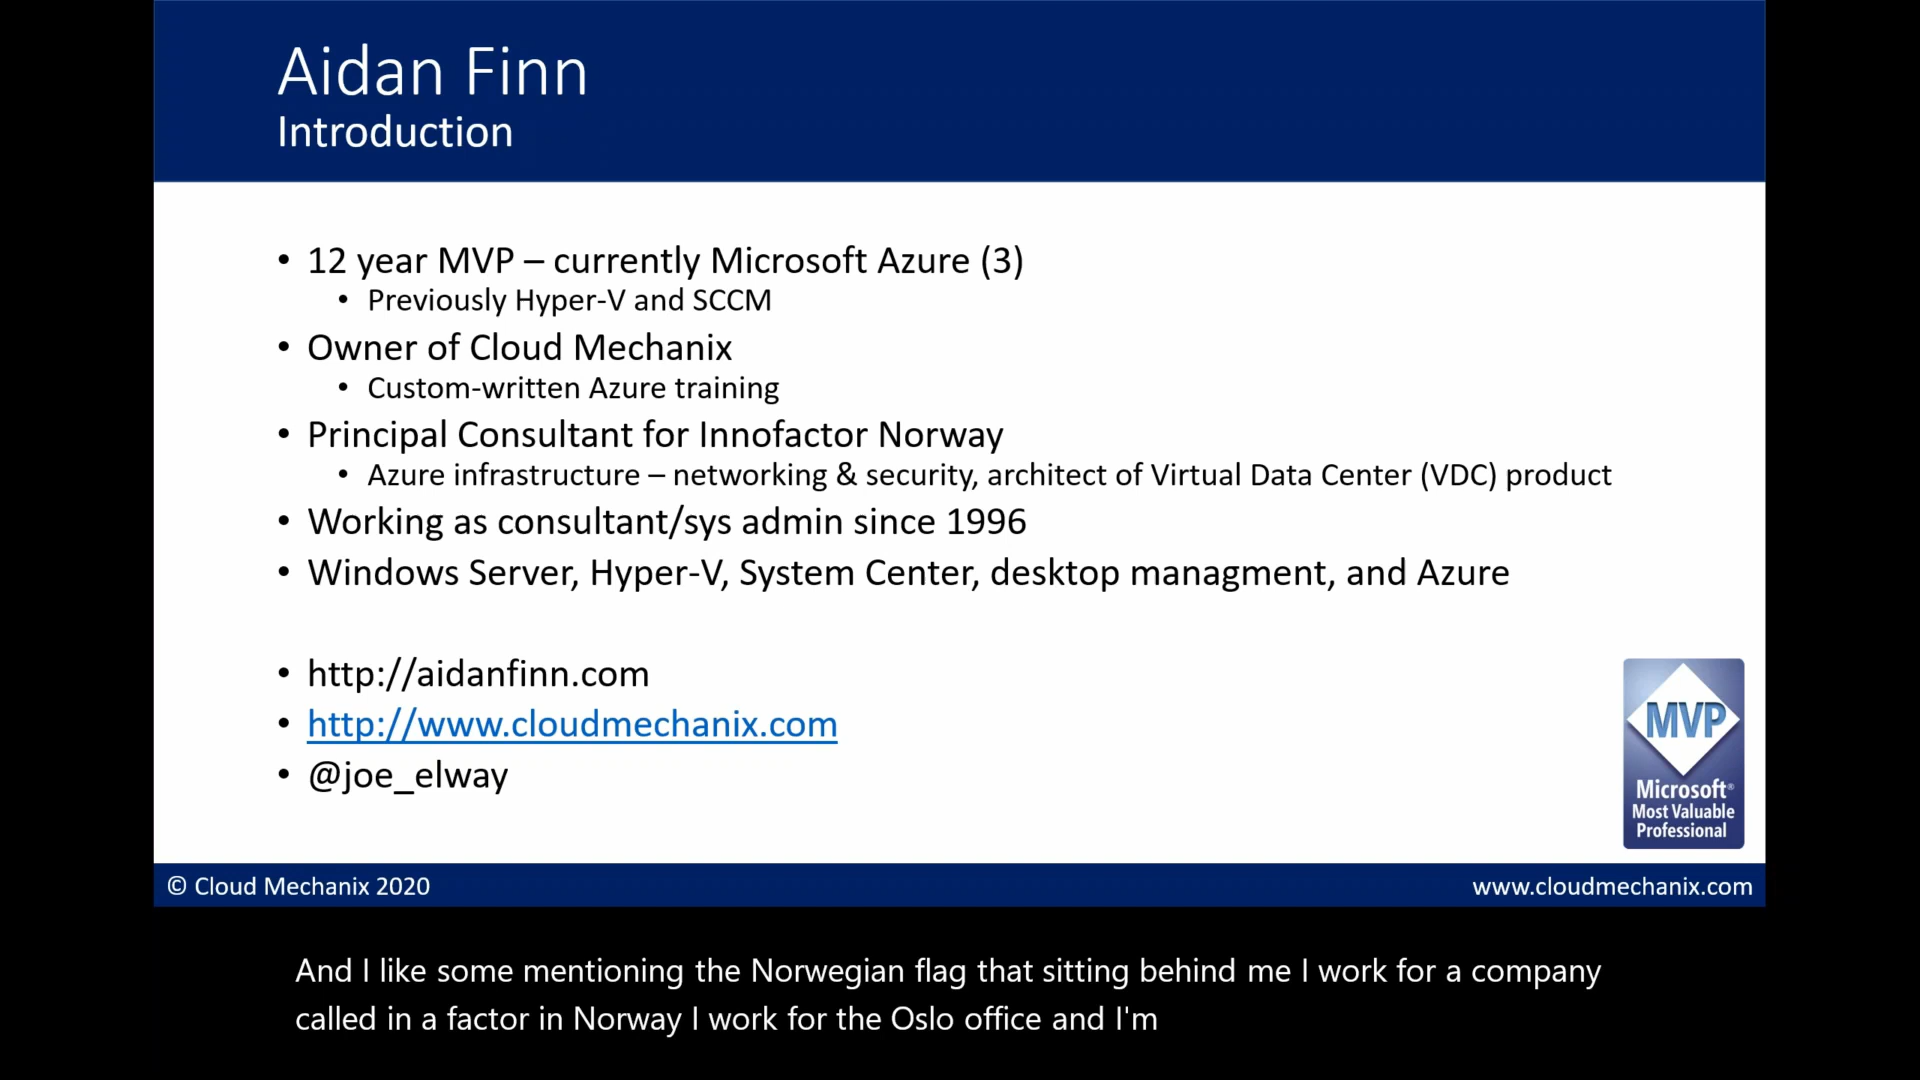 Aidan Finn
Introduction
• 12 year MVP – currently Microsoft Azure (3)
• Previously Hyper-V and SCCM
• Owner of Cloud Mechanix
• Custom-written Azure training
• Principal Consultant for Innofactor Norway
• Azure infrastructure – networking & security, architect of Virtual Data Center (VDC) product
• Working as consultant/sys admin since 1996
• Windows Server, Hyper-V, System Center, desktop managment, and Azure
• http://aidanfinn.com
• http://www.cloudmechanix.com
• @joe_elway
MVP
Microsoft®
Most Valuable
Professional
© Cloud Mechanix 2020
www.cloudmechanix.com
And I like some mentioning the Norwegian flag that sitting behind me I work for a company
called in a factor in Norway I work for the Oslo office and I'm